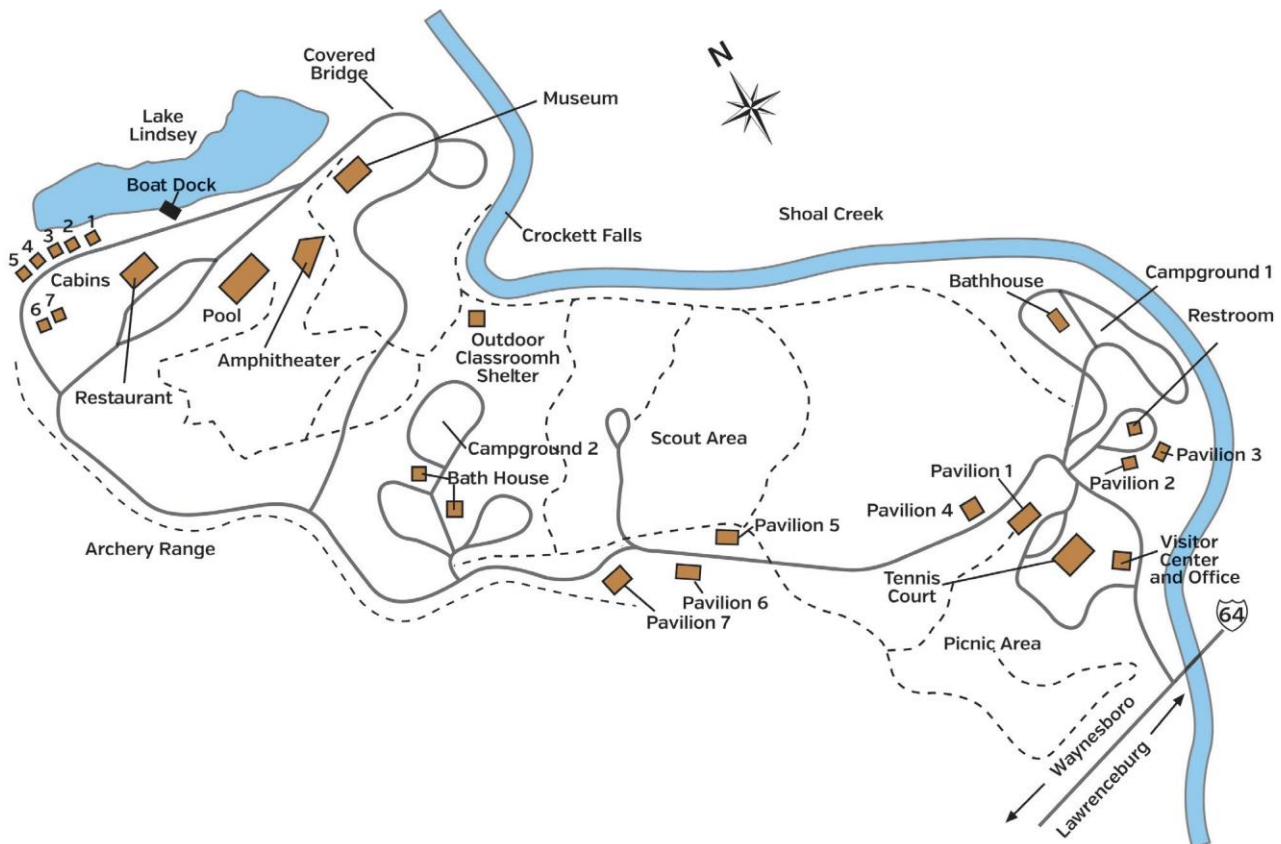 N
Covered
Bridge
Museum
Lake
Lindsey
Boat Dock
Crockett Falls
Shoal Creek
1
2
3
4
5
Cabins
6
7
Pool
Restaurant
Amphitheater
Outdoor
Classroomh
Shelter
Bathhouse
Campground 1
Restroom
Campground 2
Bath House
Scout Area
Archery Range
Pavilion 1
Pavilion 2
Pavilion 3
Pavilion 4
Pavilion 5
Pavilion 6
Pavilion 7
Tennis
Court
Visitor
Center
and Office
Picnic Area
64
Waynesboro
Lawrenceburg